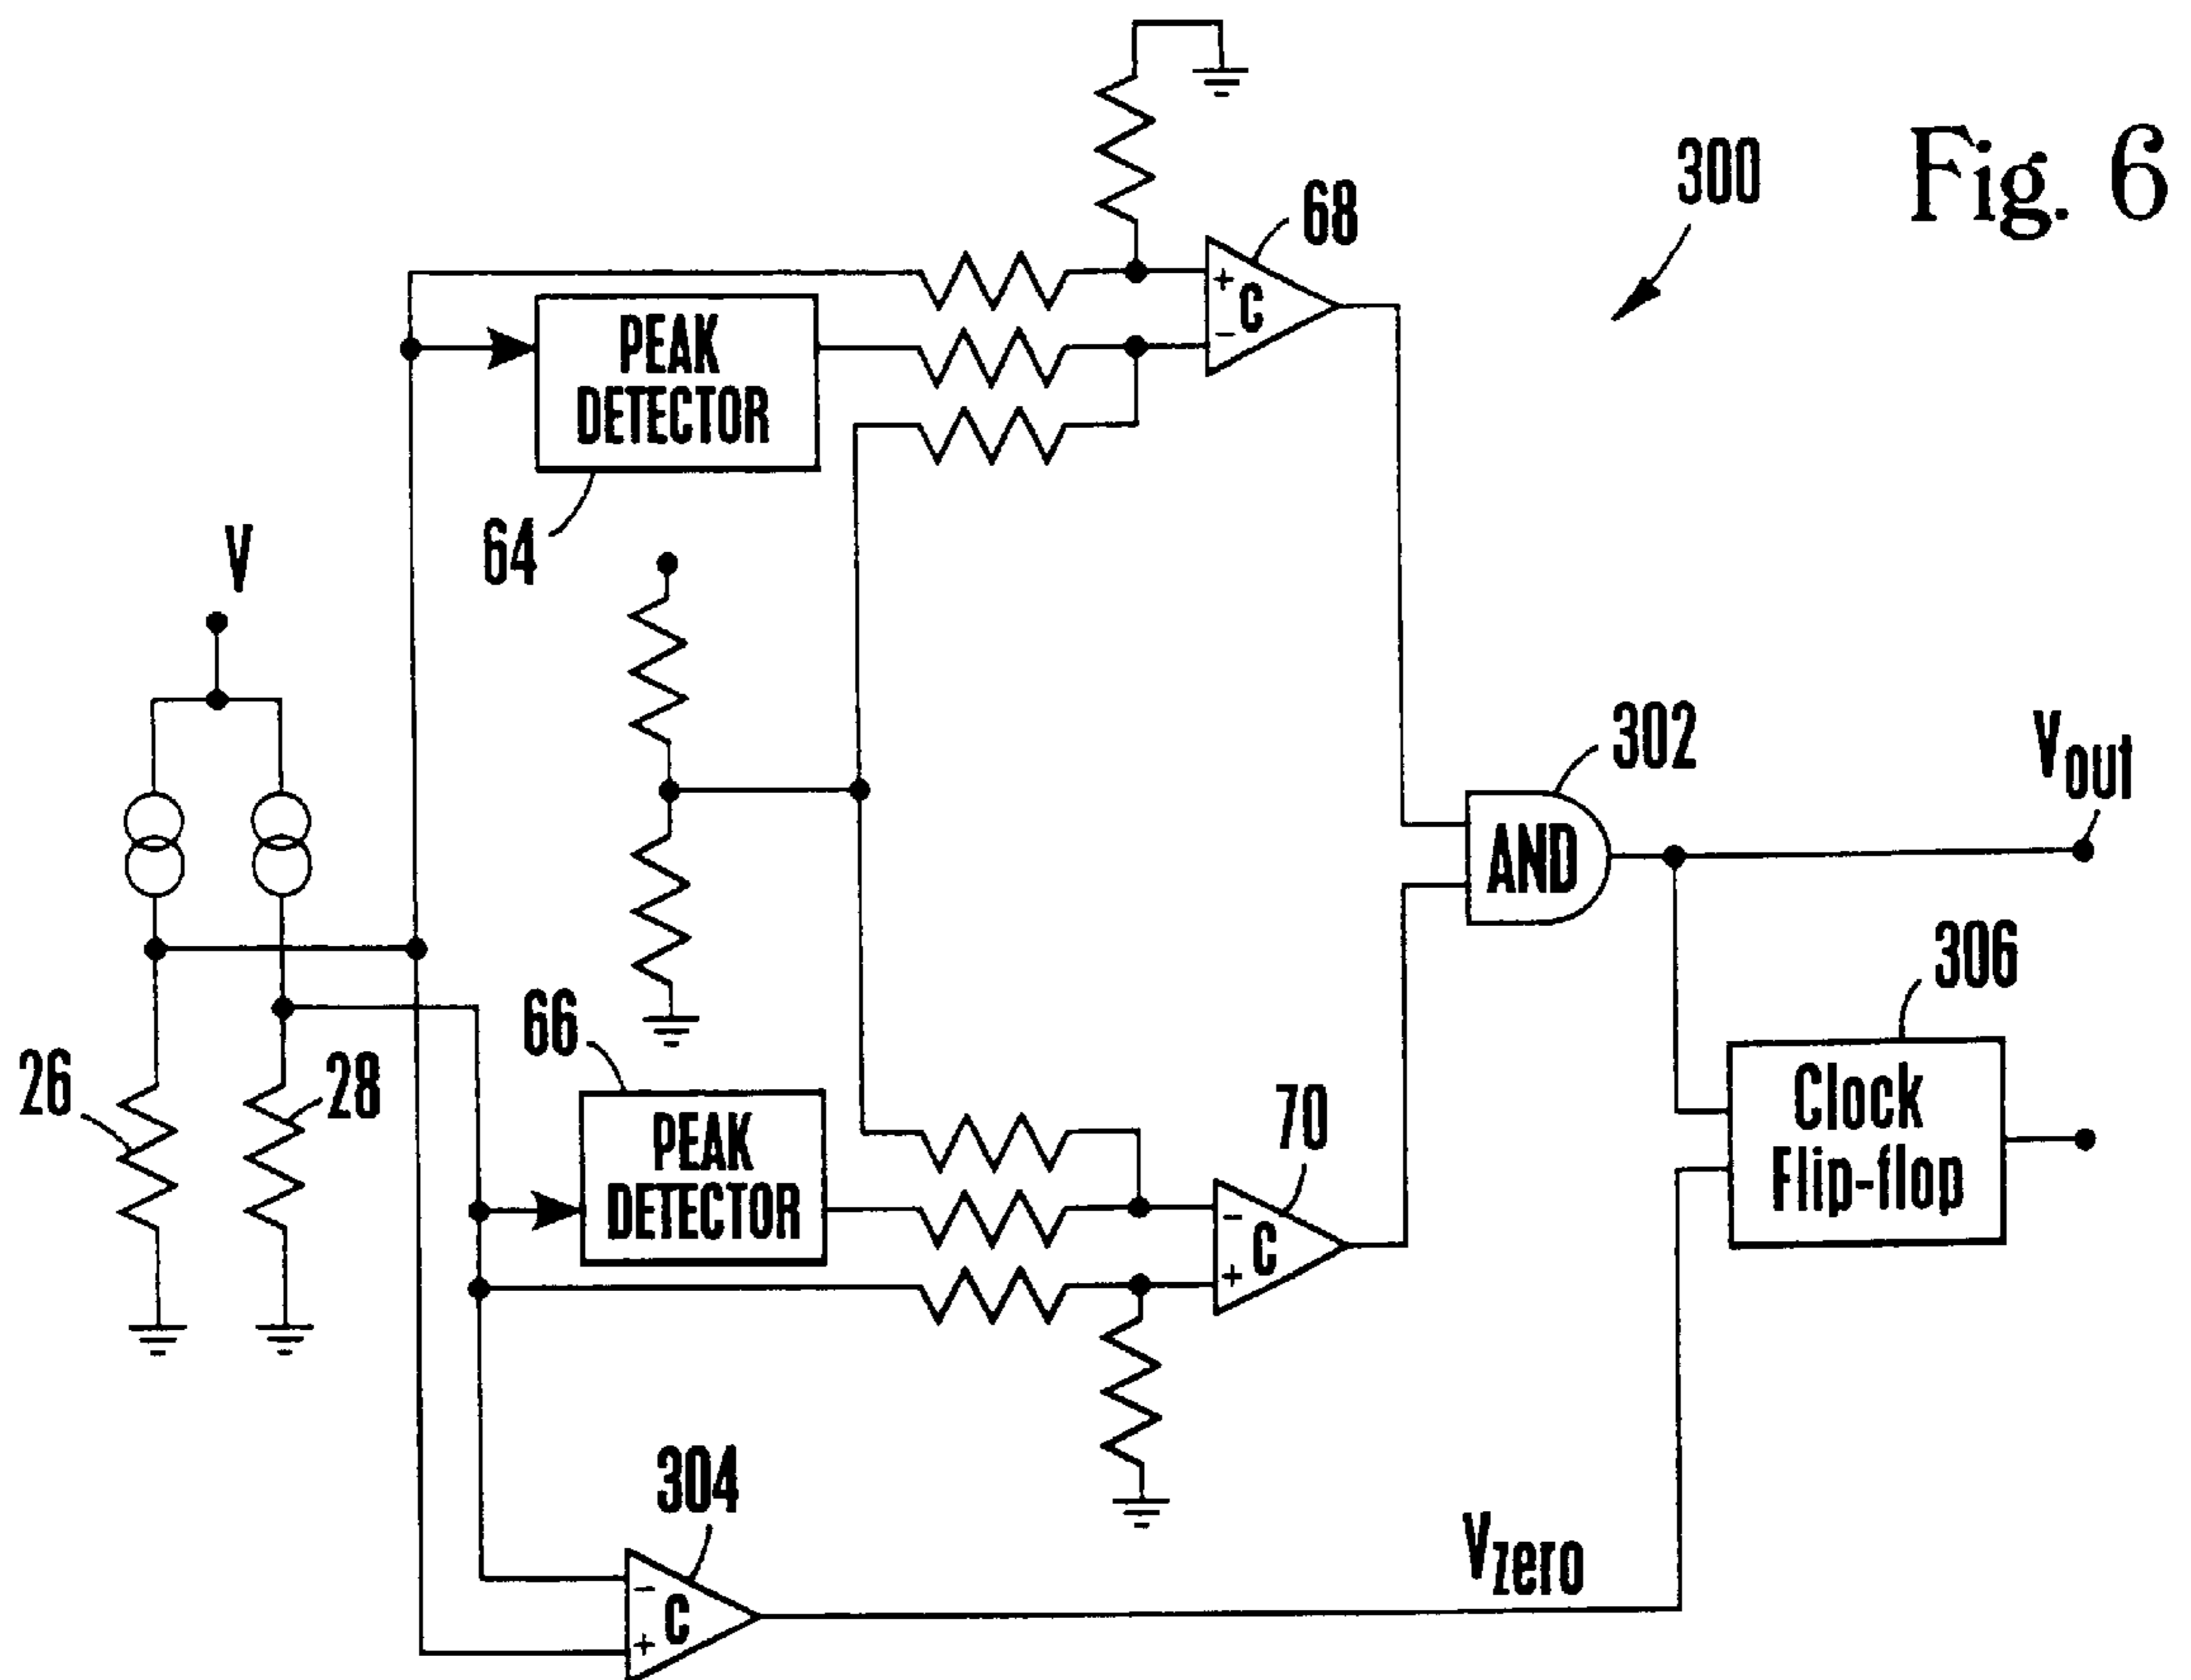 Fig. 6
300
68
+
C
-
PEAK
DETECTOR
64
V
302
AND
Vout
306
Clock
Flip-flop
26
28
66
PEAK
DETECTOR
70
-
C
+
304
-
C
+
Vzero